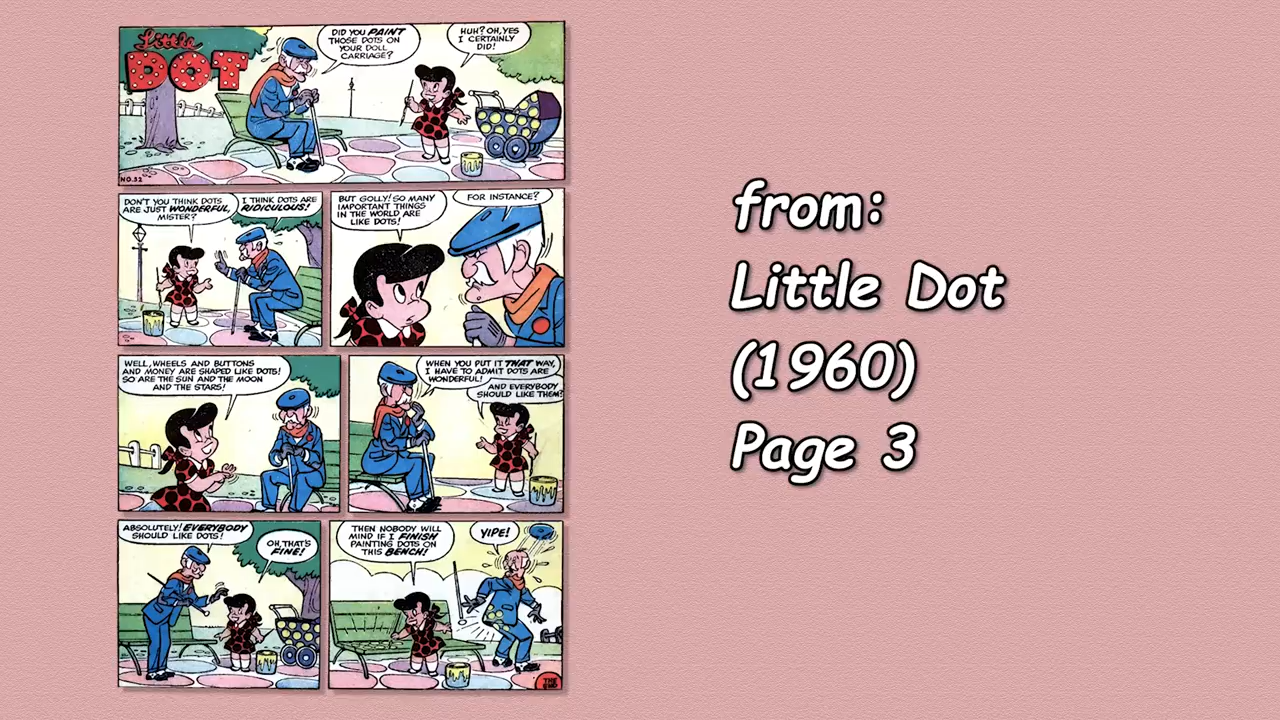 Little
DOT
DID YOU PAINT
THOSE DOTS ON
YOUR DOLL
CARRIAGE?
HUH? OH, YES
I CERTAINLY
DID!
NO. 32
DON'T YOU THINK DOTS
ARE JUST WONDERFUL,
MISTER?
I THINK DOTS ARE
RIDICULOUS!
BUT GOLLY! SO MANY
IMPORTANT THINGS
IN THE WORLD ARE
LIKE DOTS!
FOR INSTANCE?
WELL, WHEELS AND BUTTONS
AND MONEY ARE SHAPED LIKE DOTS!
SO ARE THE SUN AND THE MOON
AND THE STARS!
WHEN YOU PUT IT THAT WAY,
I HAVE TO ADMIT DOTS ARE
WONDERFUL!
AND EVERYBODY
SHOULD LIKE THEM?
ABSOLUTELY! EVERYBODY
SHOULD LIKE DOTS!
OH, THAT'S
FINE!
THEN NOBODY WILL
MIND IF I FINISH
PAINTING DOTS ON
THIS BENCH!
YIPE!
THE
END
from:
Little Dot
(1960)
Page 3